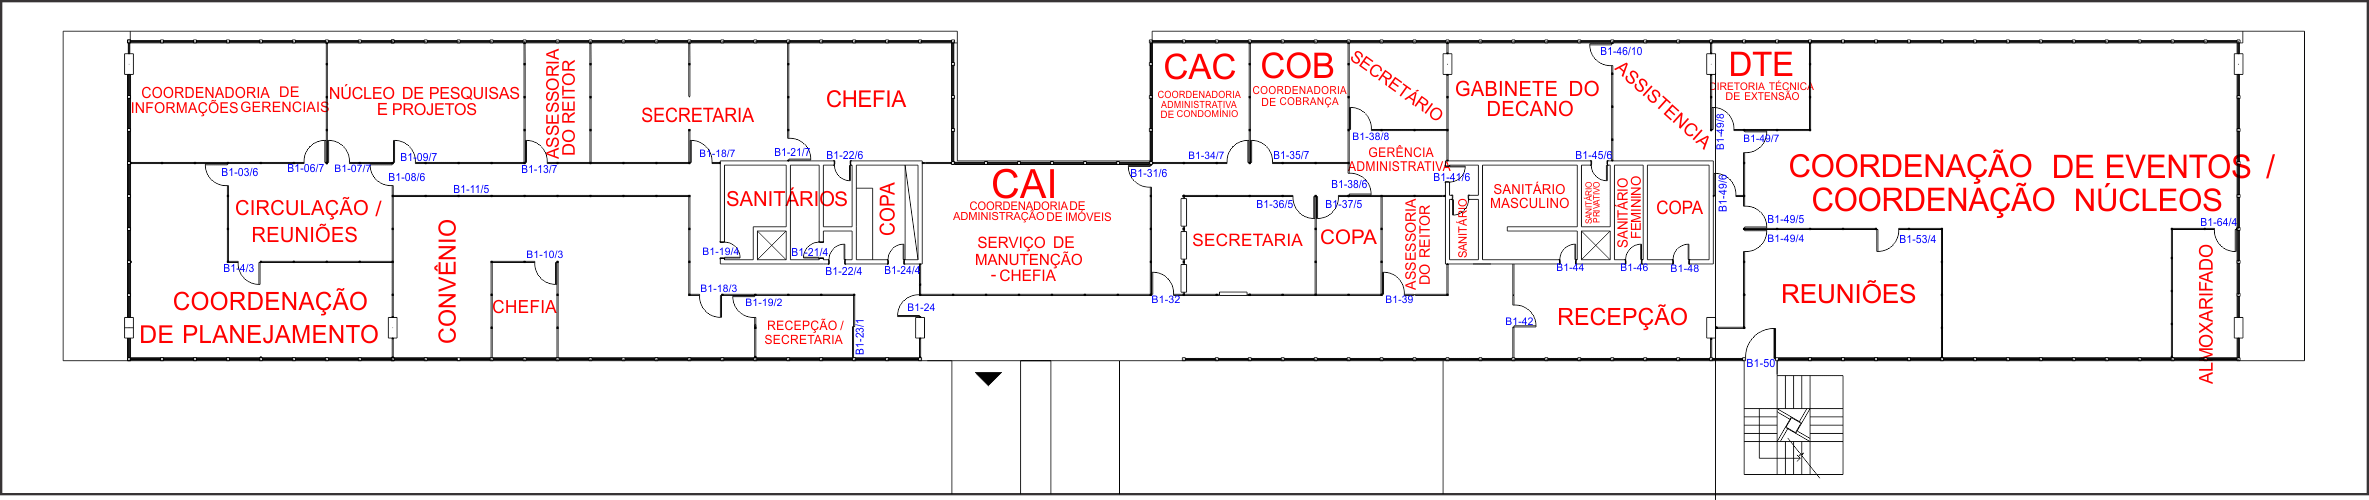 COORDENADORIA DE
INFORMAÇÕES GERENCIAIS
NÚCLEO DE PESQUISAS
E PROJETOS
ASSESSORIA
DO REITOR
SECRETARIA
CHEFIA
B1-03/6
B1-06/7
B1-07/7
B1-09/7
B1-08/6
B1-11/5
B1-13/7
B1-18/7
B1-21/7
B1-22/6
CIRCULAÇÃO /
REUNIÕES
B1-4/3
COORDENAÇÃO
DE PLANEJAMENTO
CONVÊNIO
B1-10/3
CHEFIA
SANITÁRIOS
COPA
B1-19/4
B1-21/4
B1-22/4
B1-24/4
B1-18/3
B1-19/2
RECEPÇÃO /
SECRETARIA
B1-23/1
B1-24
CAI
COORDENADORIA DE
ADMINISTRAÇÃO DE IMÓVEIS
SERVIÇO DE
MANUTENÇÃO
- CHEFIA
B1-31/6
B1-32
CAC
COORDENADORIA
ADMINISTRATIVA
DE CONDOMÍNIO
B1-34/7
COB
COORDENADORIA
DE COBRANÇA
B1-35/7
SECRETÁRIO
B1-38/8
GERÊNCIA
ADMINISTRATIVA
B1-38/6
B1-36/5
B1-37/5
SECRETARIA
COPA
ASSESSORIA
DO REITOR
B1-39
B1-41/6
SANITÁRIO
GABINETE DO
DECANO
B1-46/10
ASSISTENCIA
B1-45/6
SANITÁRIO
MASCULINO
SANITÁRIO
PRIVATIVO
SANITÁRIO
FEMININO
COPA
B1-44
B1-46
B1-48
B1-42
RECEPÇÃO
DTE
DIRETORIA TÉCNICA
DE EXTENSÃO
B1-49/8
B1-49/7
B1-49/6
COORDENAÇÃO DE EVENTOS /
COORDENAÇÃO NÚCLEOS
B1-49/5
B1-49/4
B1-53/4
B1-64/4
REUNIÕES
ALMOXARIFADO
B1-50